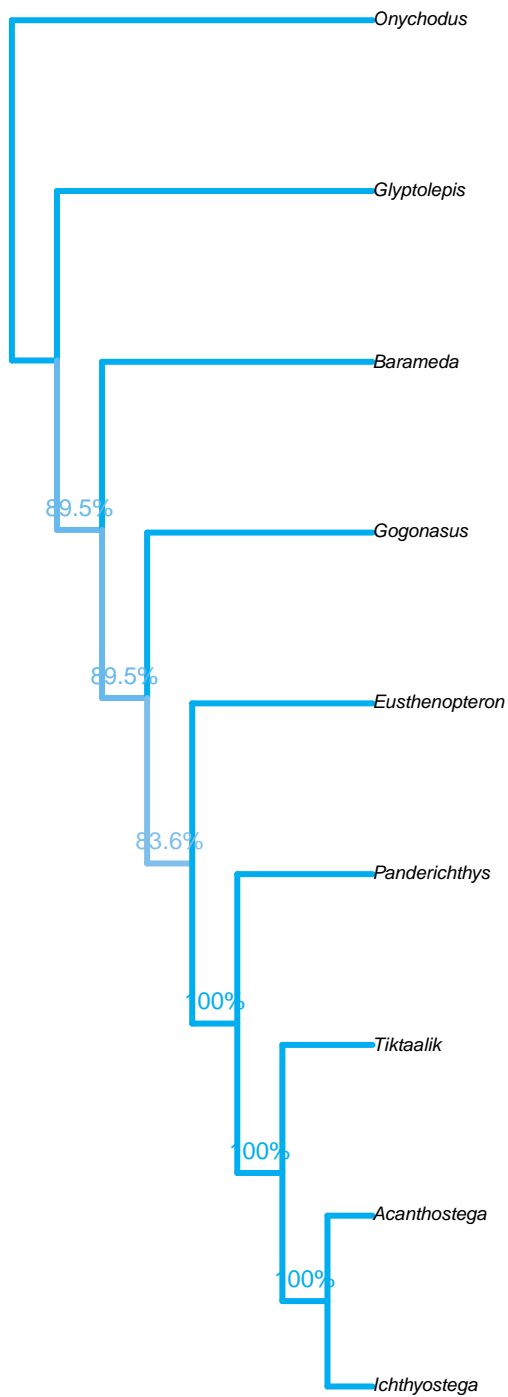 Onychodus
Glyptolepis
Barameda
89.5%
Gogonasus
89.5%
Eusthenopteron
83.6%
Panderichthys
100%
Tiktaalik
100%
Acanthostega
100%
Ichthyostega